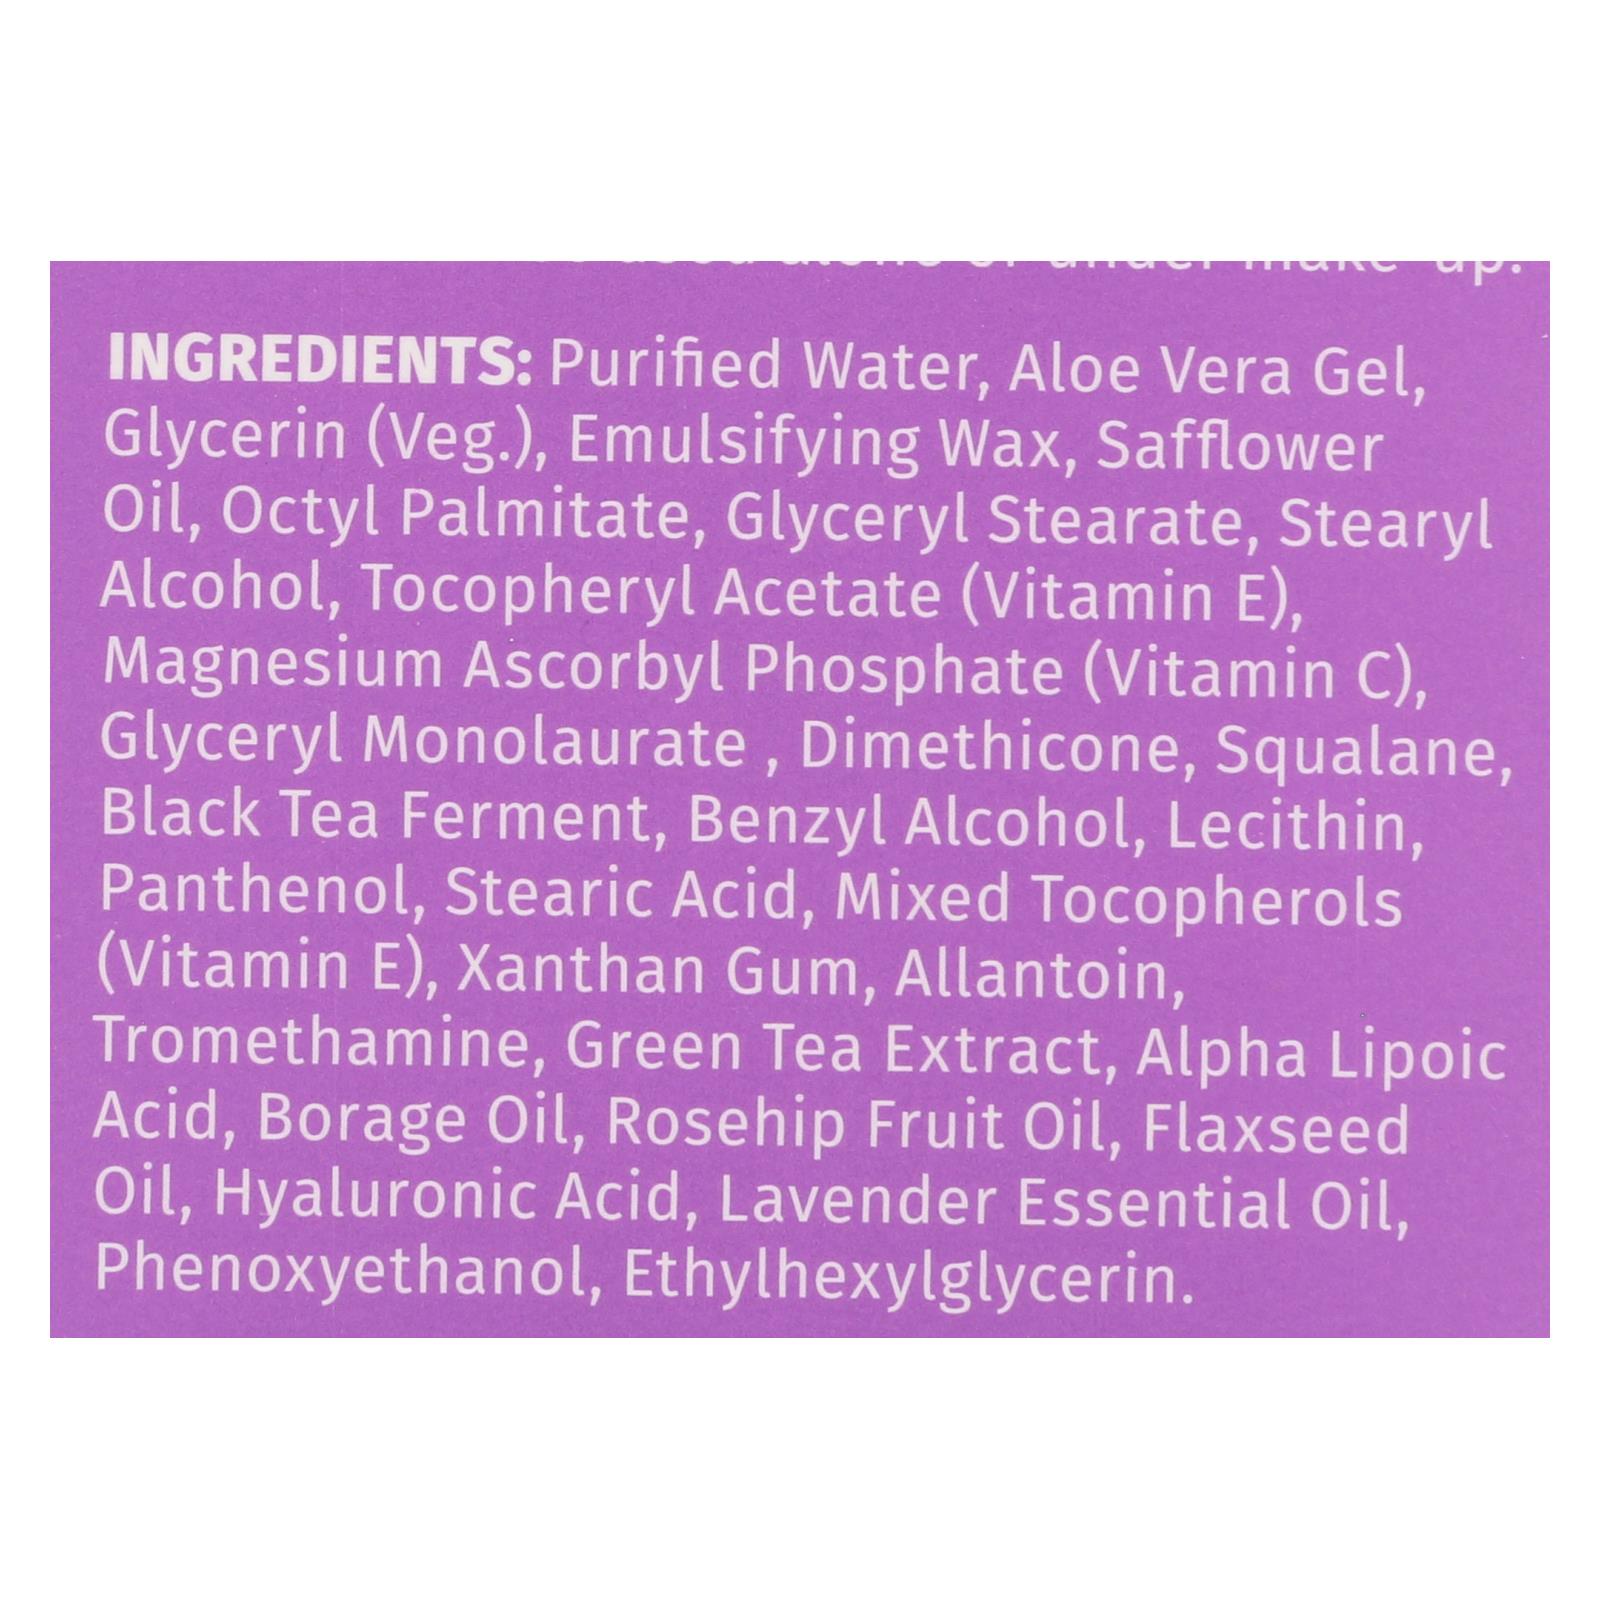 used alone or under make-up.
INGREDIENTS: Purified Water, Aloe Vera Gel,
Glycerin (Veg.), Emulsifying Wax, Safflower
Oil, Octyl Palmitate, Glyceryl Stearate, Stearyl
Alcohol, Tocopheryl Acetate (Vitamin E),
Magnesium Ascorbyl Phosphate (Vitamin C),
Glyceryl Monolaurate , Dimethicone, Squalane,
Black Tea Ferment, Benzyl Alcohol, Lecithin,
Panthenol, Stearic Acid, Mixed Tocopherols
(Vitamin E), Xanthan Gum, Allantoin,
Tromethamine, Green Tea Extract, Alpha Lipoic
Acid, Borage Oil, Rosehip Fruit Oil, Flaxseed
Oil, Hyaluronic Acid, Lavender Essential Oil,
Phenoxyethanol, Ethylhexylglycerin.